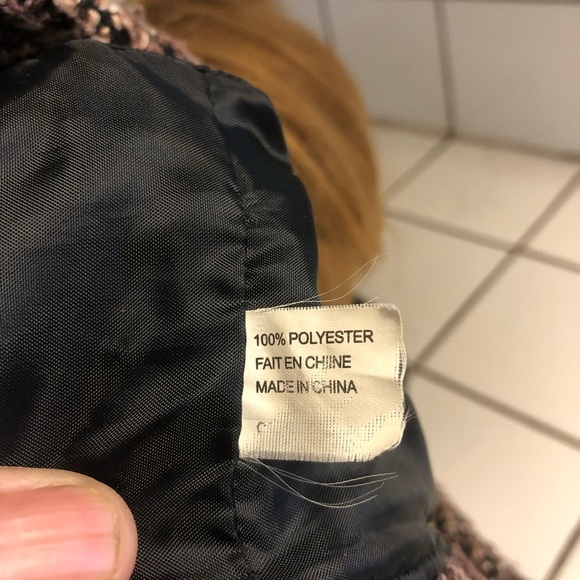 100% POLYESTER
FAIT EN CHINE
MADE IN CHINA